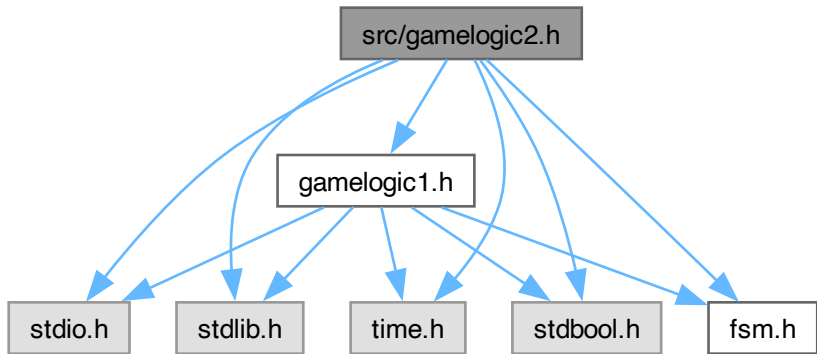 src/gamelogic2.h
gamelogic1.h
stdio.h
stdlib.h
time.h
stdbool.h
fsm.h